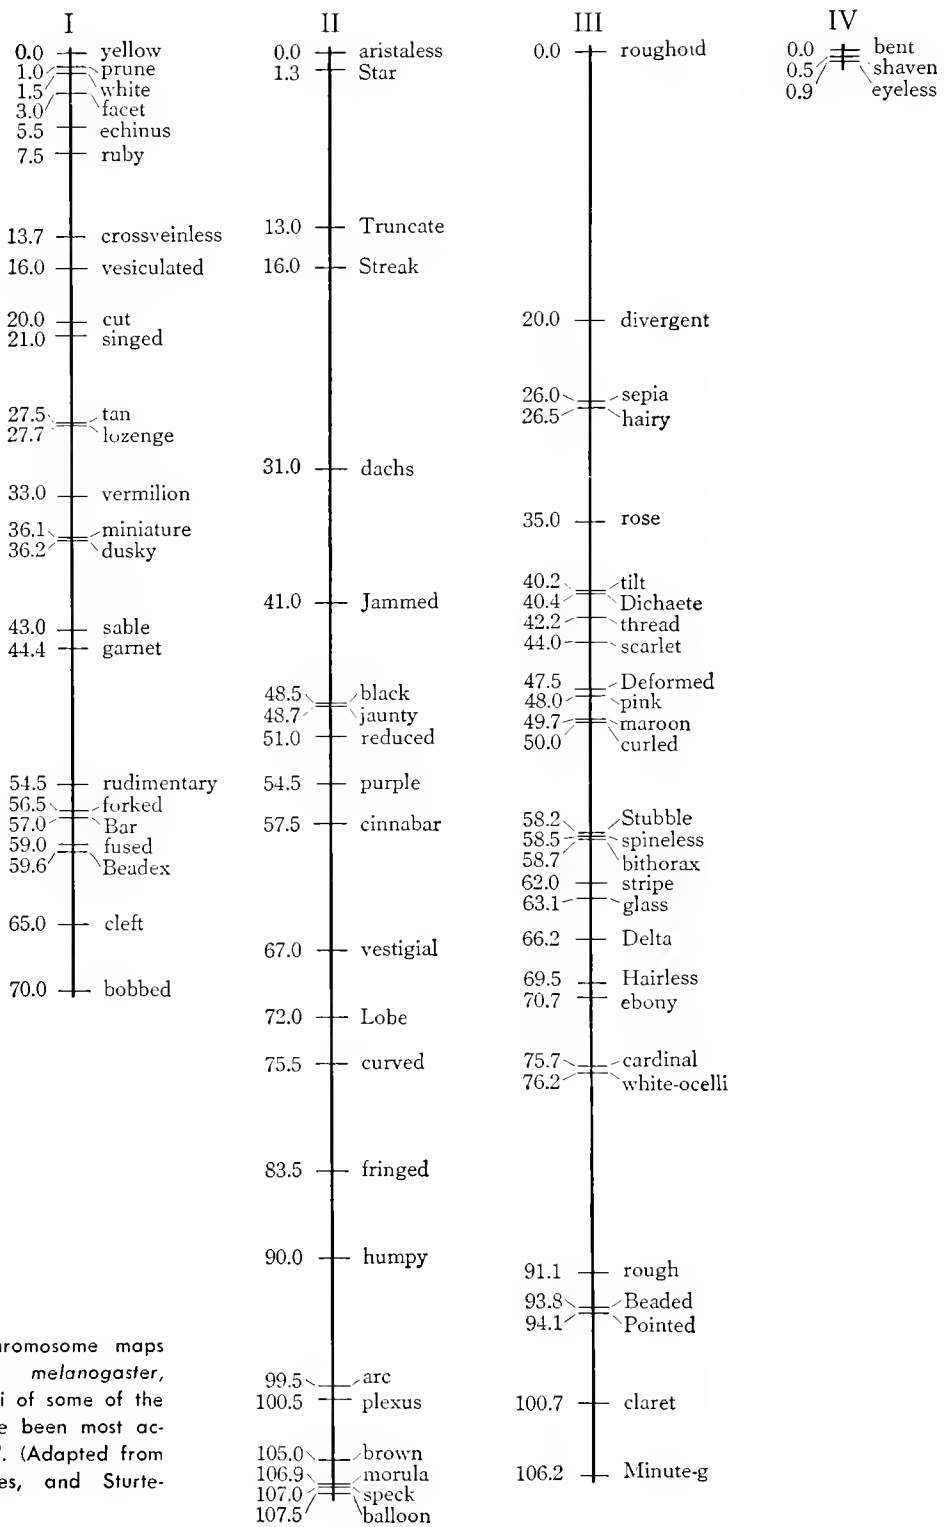 I
0.0 yellow
1.0 prune
1.5 white
3.0 facet
5.5 echinus
7.5 ruby
13.7 crossveinless
16.0 vesiculated
20.0 cut
21.0 singed
27.5 tan
27.7 lozenge
33.0 vermilion
36.1 miniature
36.2 dusky
43.0 sable
44.4 garnet
54.5 rudimentary
56.5 forked
57.0 Bar
59.0 fused
59.6 Beadex
65.0 cleft
70.0 bobbed
II
0.0 aristaless
1.3 Star
13.0 Truncate
16.0 Streak
31.0 dachs
41.0 Jammed
48.5 black
48.7 jaunty
51.0 reduced
54.5 purple
57.5 cinnabar
67.0 vestigial
72.0 Lobe
75.5 curved
83.5 fringed
90.0 humpy
99.5 arc
100.5 plexus
105.0 brown
106.9 morula
107.0 speck
107.5 balloon
III
0.0 roughoid
20.0 divergent
26.0 sepia
26.5 hairy
35.0 rose
40.2 tilt
40.4 Dichaete
42.2 thread
44.0 scarlet
47.5 Deformed
48.0 pink
49.7 maroon
50.0 curled
58.2 Stubble
58.5 spineless
58.7 bithorax
62.0 stripe
63.1 glass
66.2 Delta
69.5 Hairless
70.7 ebony
75.7 cardinal
76.2 white-ocelli
91.1 rough
93.8 Beaded
94.1 Pointed
100.7 claret
106.2 Minute-g
IV
0.0 bent
0.5 shaven
0.9 eyeless
romosome maps
melanogaster,
i of some of the
e been most ac-
. (Adapted from
es, and Sturte-